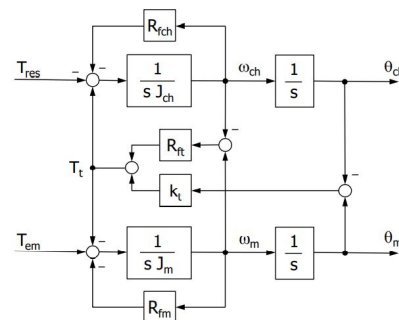 R_fch
T_res − − 1 ω_ch 1 θ_ch
s J_ch s
− R_ft −
T_t
k_t
T_em − 1 ω_m 1 θ_m
− s J_m s
R_fm